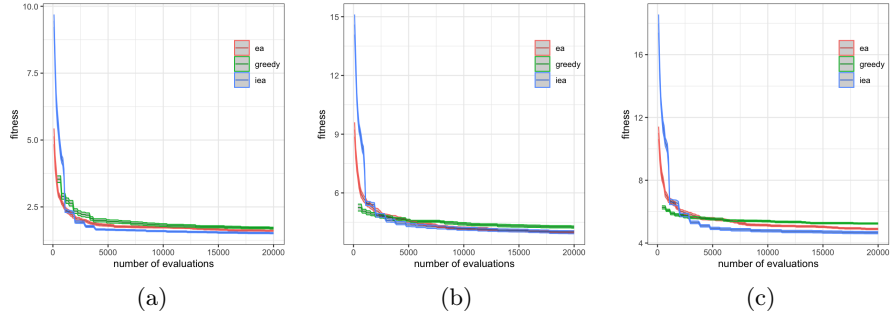 10.0
7.5
5.0
2.5
fitness
ea
greedy
iea
0 5000 10000 15000 20000
number of evaluations
(a)
15
12
9
6
fitness
ea
greedy
iea
0 5000 10000 15000 20000
number of evaluations
(b)
16
12
8
4
fitness
ea
greedy
iea
0 5000 10000 15000 20000
number of evaluations
(c)